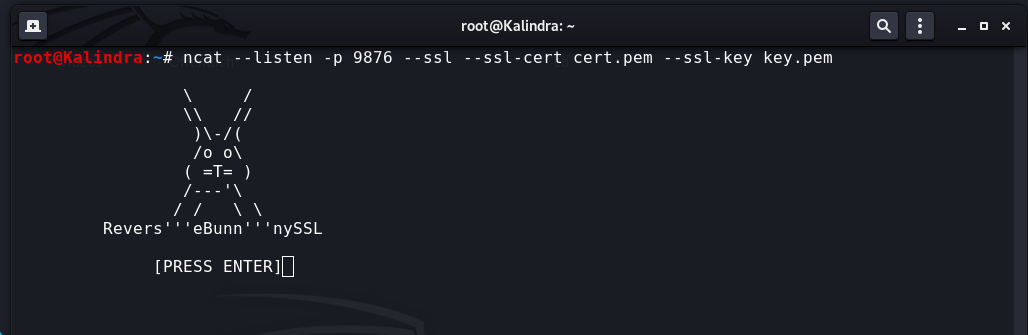 root@Kalindra: ~
root@Kalindra:~# ncat --listen -p 9876 --ssl --ssl-cert cert.pem --ssl-key key.pem
                 \     /
                 \\   //
                  )\-/(
                  /o o\
                 ( =T= )
                 /---'\
                / /   \ \
         Revers'''eBunn'''nySSL
              [PRESS ENTER]